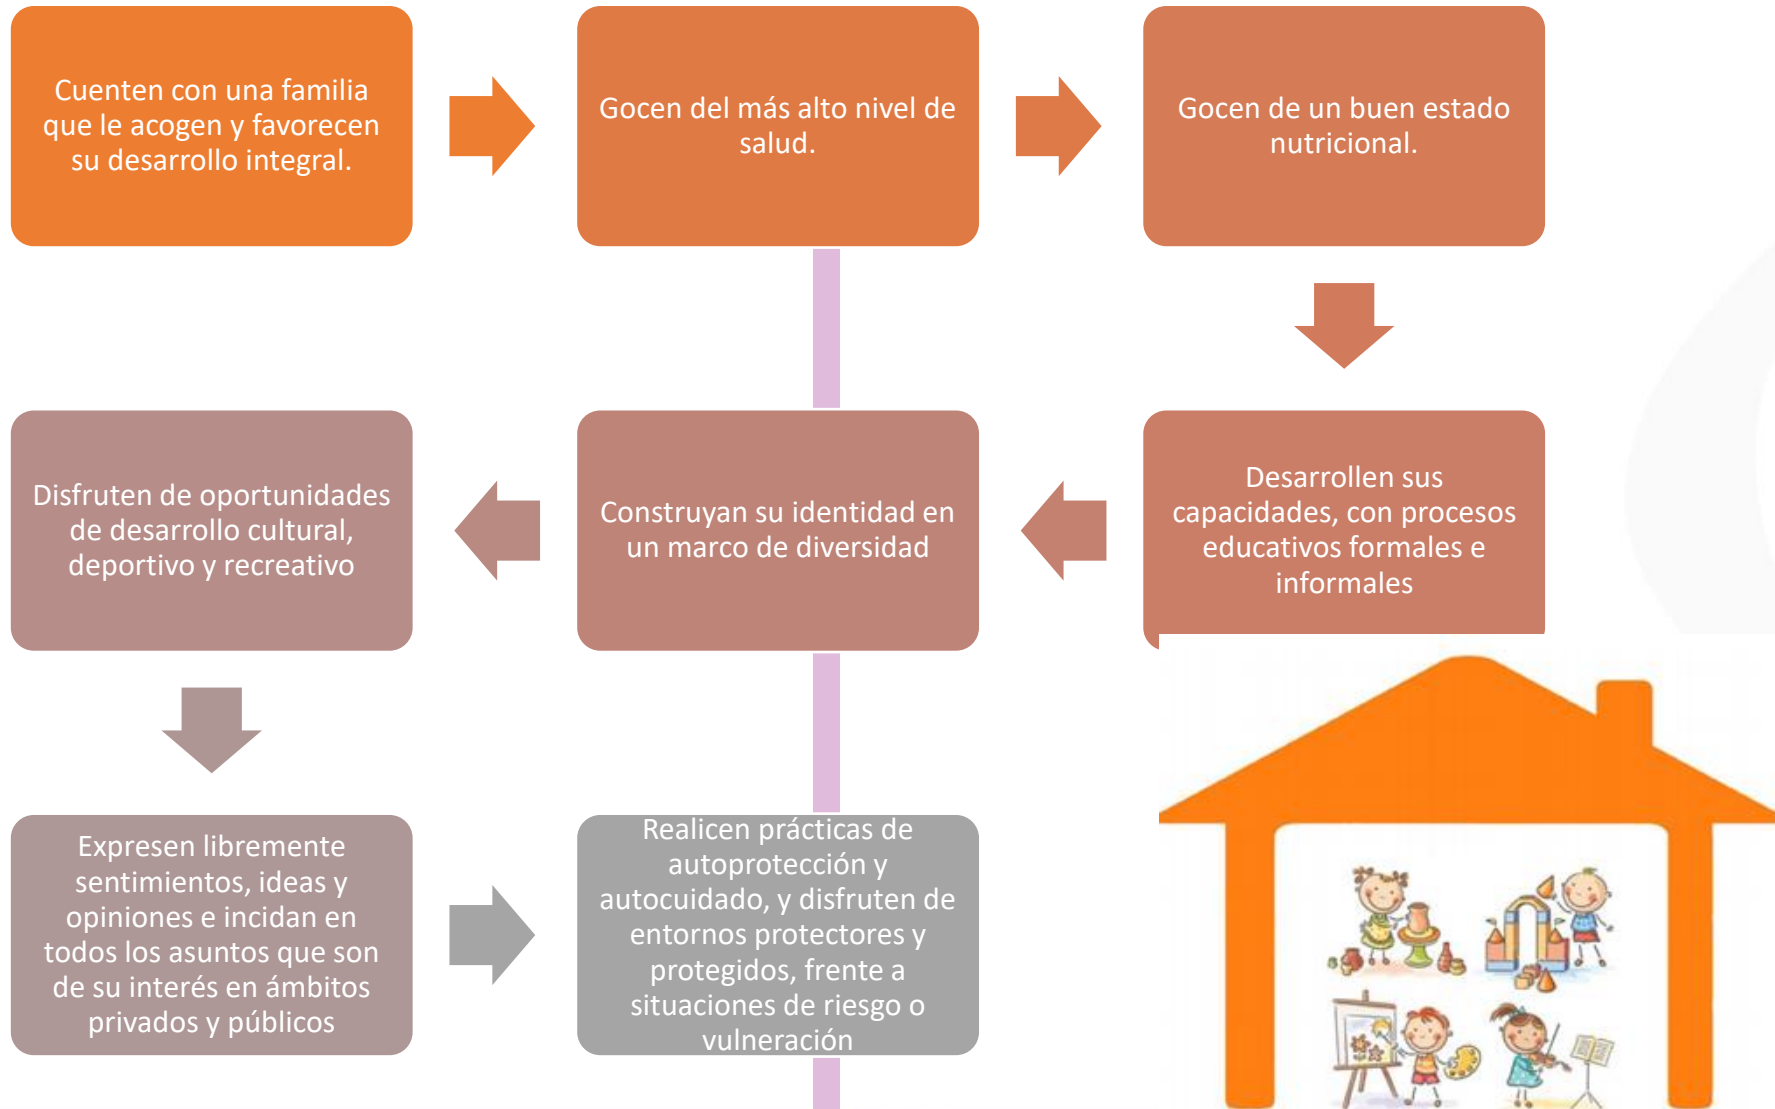 Cuenten con una familia
que le acogen y favorecen
su desarrollo integral.
Gocen del más alto nivel de
salud.
Gocen de un buen estado
nutricional.
Desarrollen sus
capacidades, con procesos
educativos formales e
informales
Construyan su identidad en
un marco de diversidad
Disfruten de oportunidades
de desarrollo cultural,
deportivo y recreativo
Expresen libremente
sentimientos, ideas y
opiniones e incidan en
todos los asuntos que son
de su interés en ámbitos
privados y públicos
Realicen prácticas de
autoprotección y
autocuidado, y disfruten de
entornos protectores y
protegidos, frente a
situaciones de riesgo o
vulneración